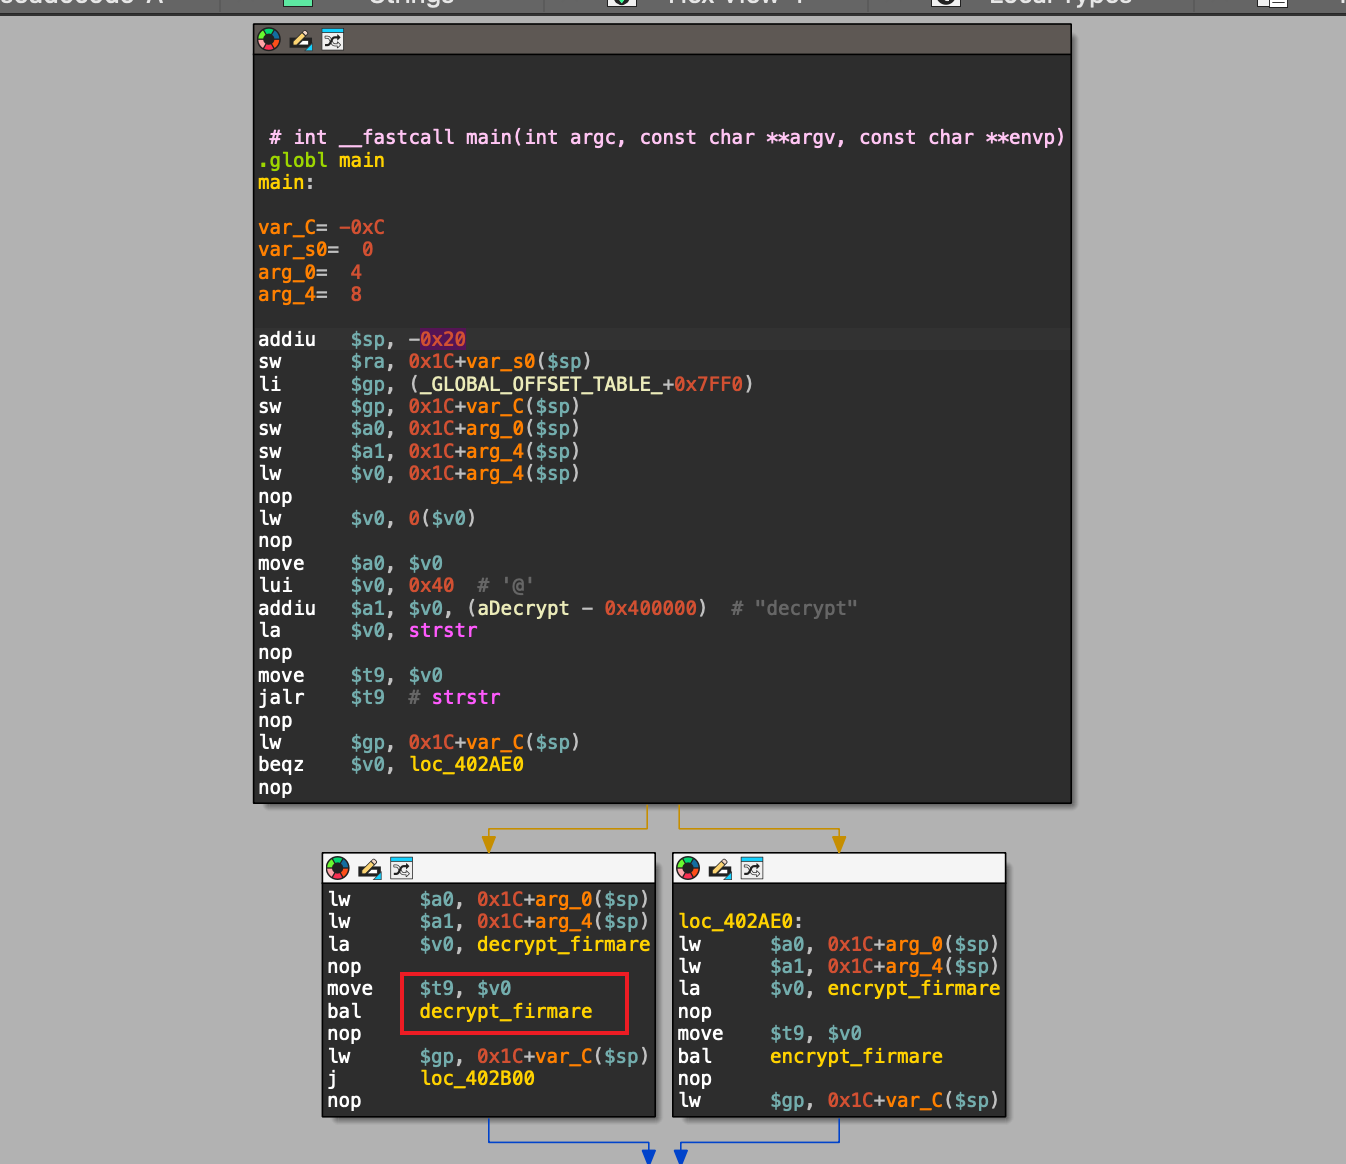 Strings
Hex View-1
Local Types
# int __fastcall main(int argc, const char **argv, const char **envp)
.globl main
main:
var_C= -0xC
var_s0= 0
arg_0= 4
arg_4= 8
addiu $sp, -0x20
sw $ra, 0x1C+var_s0($sp)
li $gp, (_GLOBAL_OFFSET_TABLE_+0x7FF0)
sw $gp, 0x1C+var_C($sp)
sw $a0, 0x1C+arg_0($sp)
sw $a1, 0x1C+arg_4($sp)
lw $v0, 0x1C+arg_4($sp)
nop
lw $v0, 0($v0)
nop
move $a0, $v0
lui $v0, 0x40 # '@'
addiu $a1, $v0, (aDecrypt - 0x400000) # "decrypt"
la $v0, strstr
nop
move $t9, $v0
jalr $t9 # strstr
nop
lw $gp, 0x1C+var_C($sp)
beqz $v0, loc_402AE0
nop
lw $a0, 0x1C+arg_0($sp)
lw $a1, 0x1C+arg_4($sp)
la $v0, decrypt_firmare
nop
move $t9, $v0
bal decrypt_firmare
nop
lw $gp, 0x1C+var_C($sp)
j loc_402B00
nop
loc_402AE0:
lw $a0, 0x1C+arg_0($sp)
lw $a1, 0x1C+arg_4($sp)
la $v0, encrypt_firmare
nop
move $t9, $v0
bal encrypt_firmare
nop
lw $gp, 0x1C+var_C($sp)